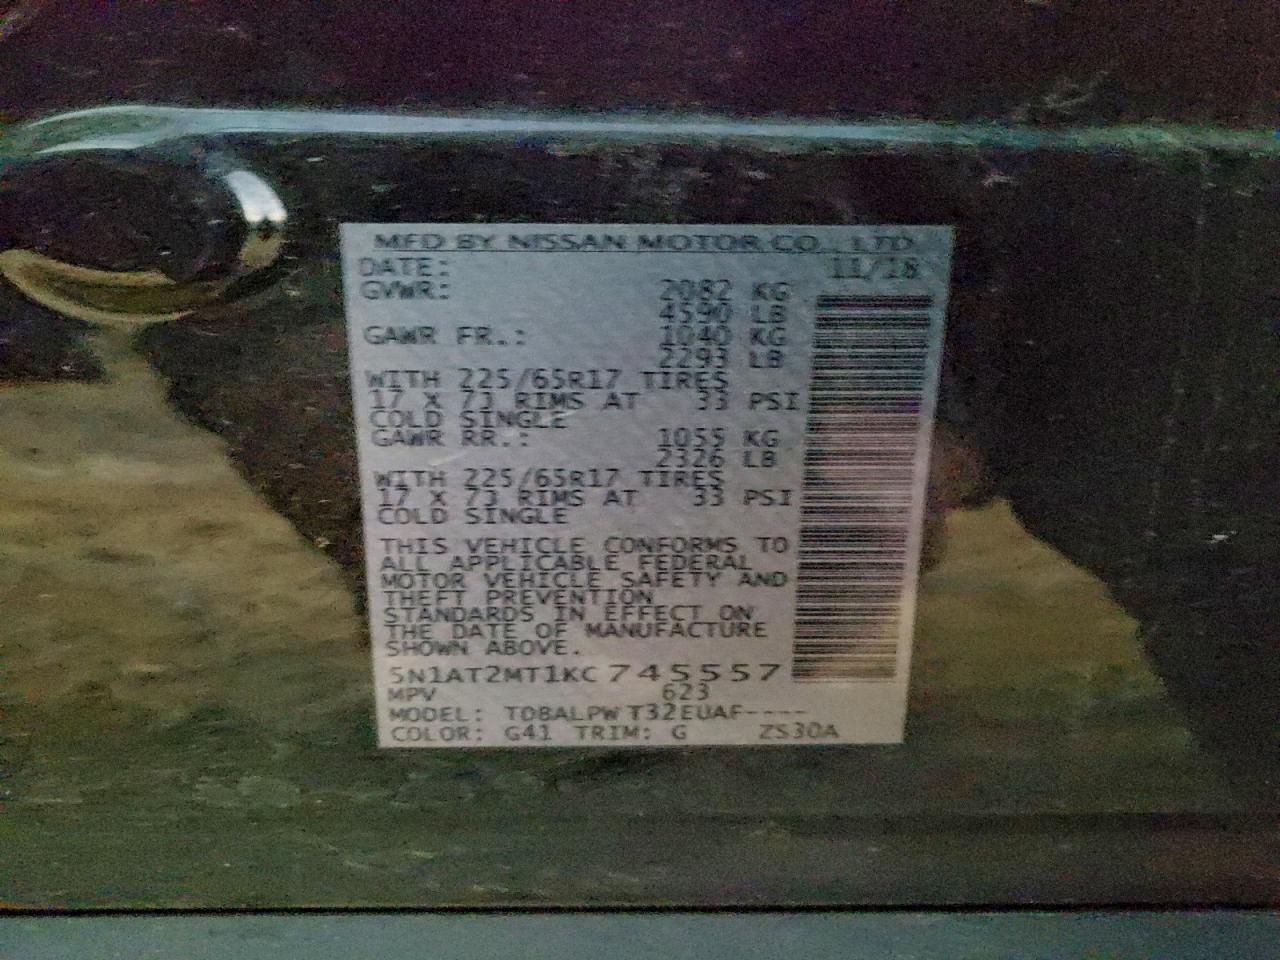 MFD BY NISSAN MOTOR CO., LTD
DATE: 11/18
GVWR: 2082 KG
4590 LB
GAWR FR.: 1040 KG
2293 LB
WITH 225/65R17 TIRES
17 X 7J RIMS AT 33 PSI
COLD SINGLE
GAWR RR.: 1055 KG
2326 LB
WITH 225/65R17 TIRES
17 X 7J RIMS AT 33 PSI
COLD SINGLE
THIS VEHICLE CONFORMS TO
ALL APPLICABLE FEDERAL
MOTOR VEHICLE SAFETY AND
THEFT PREVENTION
STANDARDS IN EFFECT ON
THE DATE OF MANUFACTURE
SHOWN ABOVE.
5N1AT2MT1KC745557
MPV 623
MODEL: TDBALPWT32EUAF----
COLOR: G41 TRIM: G ZS30A